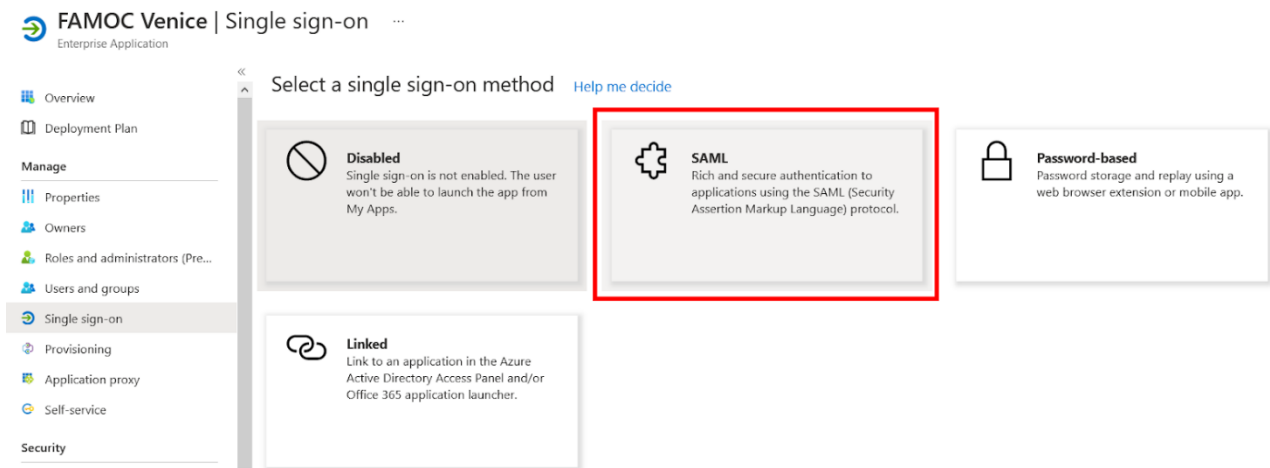 FAMOC Venice | Single sign-on ...
Enterprise Application
«
Overview
Deployment Plan
Manage
Properties
Owners
Roles and administrators (Pre...
Users and groups
Single sign-on
Provisioning
Application proxy
Self-service
Security
Select a single sign-on method Help me decide
Disabled
Single sign-on is not enabled. The user
won't be able to launch the app from
My Apps.
SAML
Rich and secure authentication to
applications using the SAML (Security
Assertion Markup Language) protocol.
Password-based
Password storage and replay using a
web browser extension or mobile app.
Linked
Link to an application in the Azure
Active Directory Access Panel and/or
Office 365 application launcher.